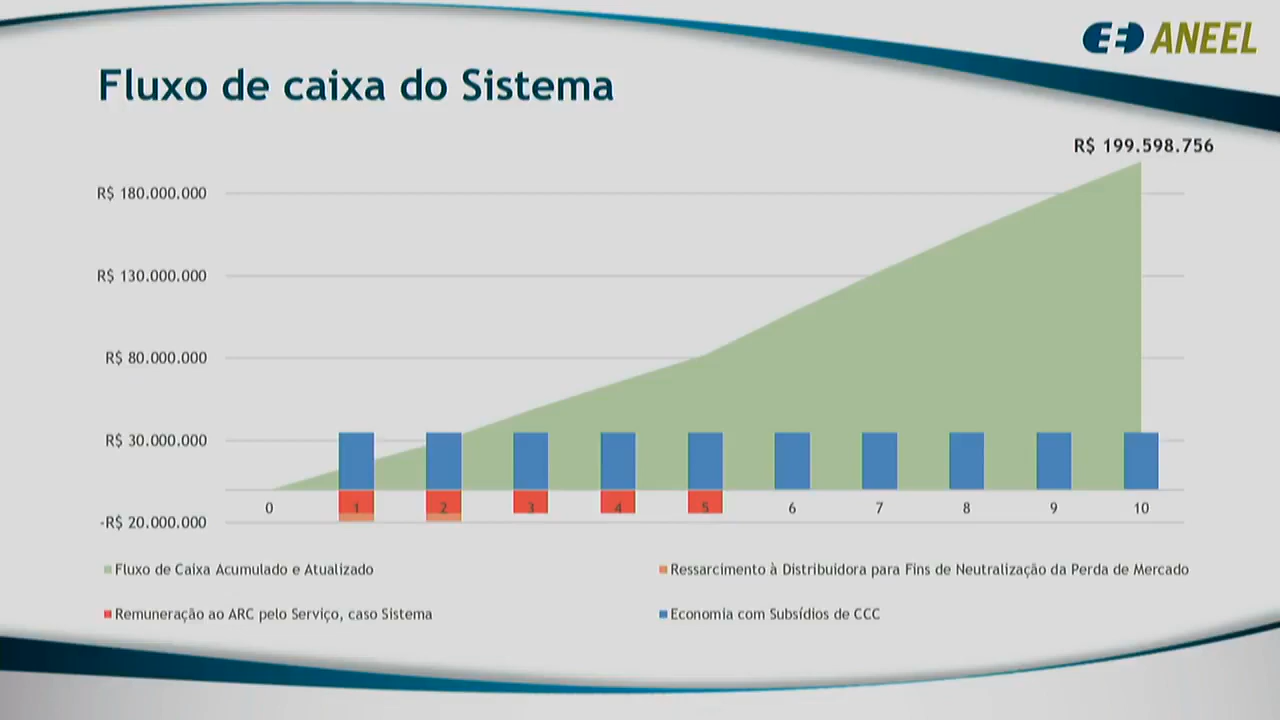 ANEEL
Fluxo de caixa do Sistema
R$ 199.598.756
R$ 180.000.000
R$ 130.000.000
R$ 80.000.000
R$ 30.000.000
-R$ 20.000.000
0 1 2 3 4 5 6 7 8 9 10
Fluxo de Caixa Acumulado e Atualizado
Ressarcimento à Distribuidora para Fins de Neutralização da Perda de Mercado
Remuneração ao ARC pelo Serviço, caso Sistema
Economia com Subsídios de CCC